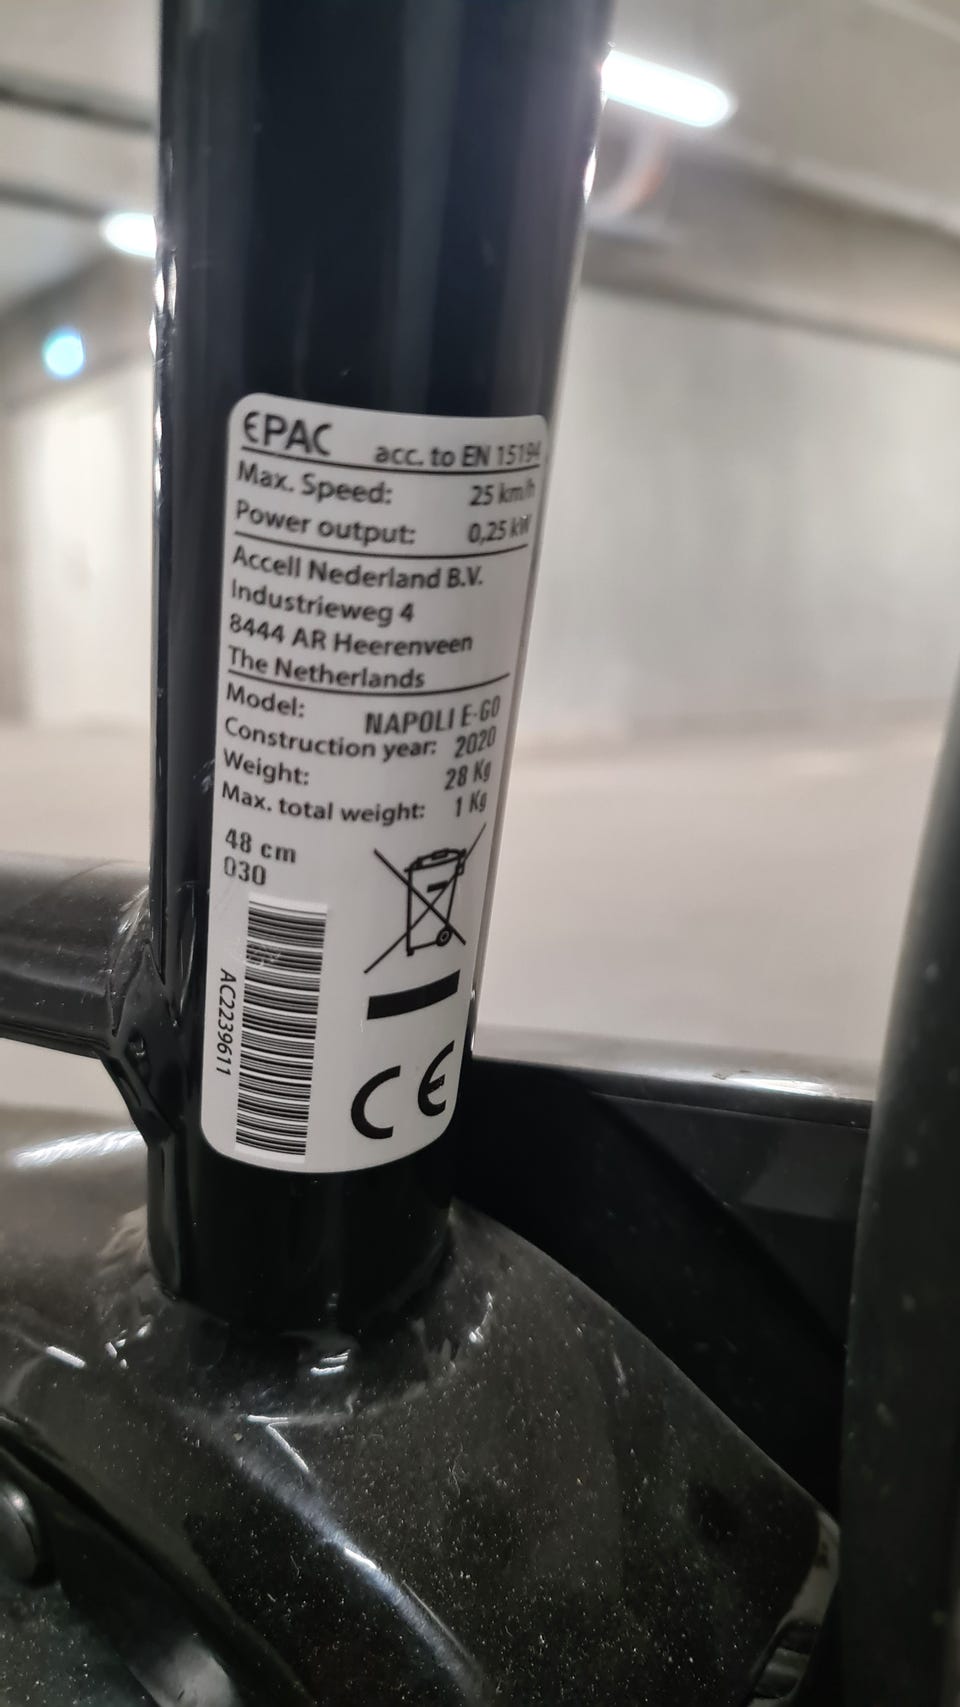 EPAC acc. to EN 15194
Max. Speed: 25 km/h
Power output: 0,25 kW
Accell Nederland B.V.
Industrieweg 4
8444 AR Heerenveen
The Netherlands
Model: NAPOLI E-GO
Construction year: 2020
Weight: 28 Kg
Max. total weight: 1 Kg
48 cm
030
AC2239611
CE